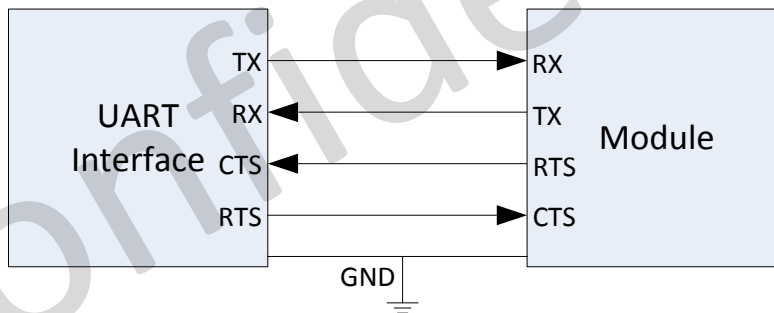 TX
RX
UART
Interface
RX
TX
Module
CTS
RTS
RTS
CTS
GND